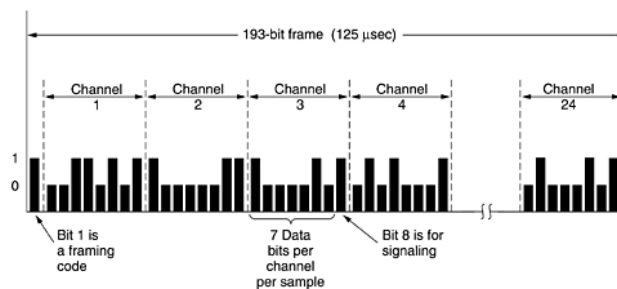 193-bit frame (125 μsec)
Channel
1
Channel
2
Channel
3
Channel
4
Channel
24
1
0
Bit 1 is
a framing
code
7 Data
bits per
channel
per sample
Bit 8 is for
signaling